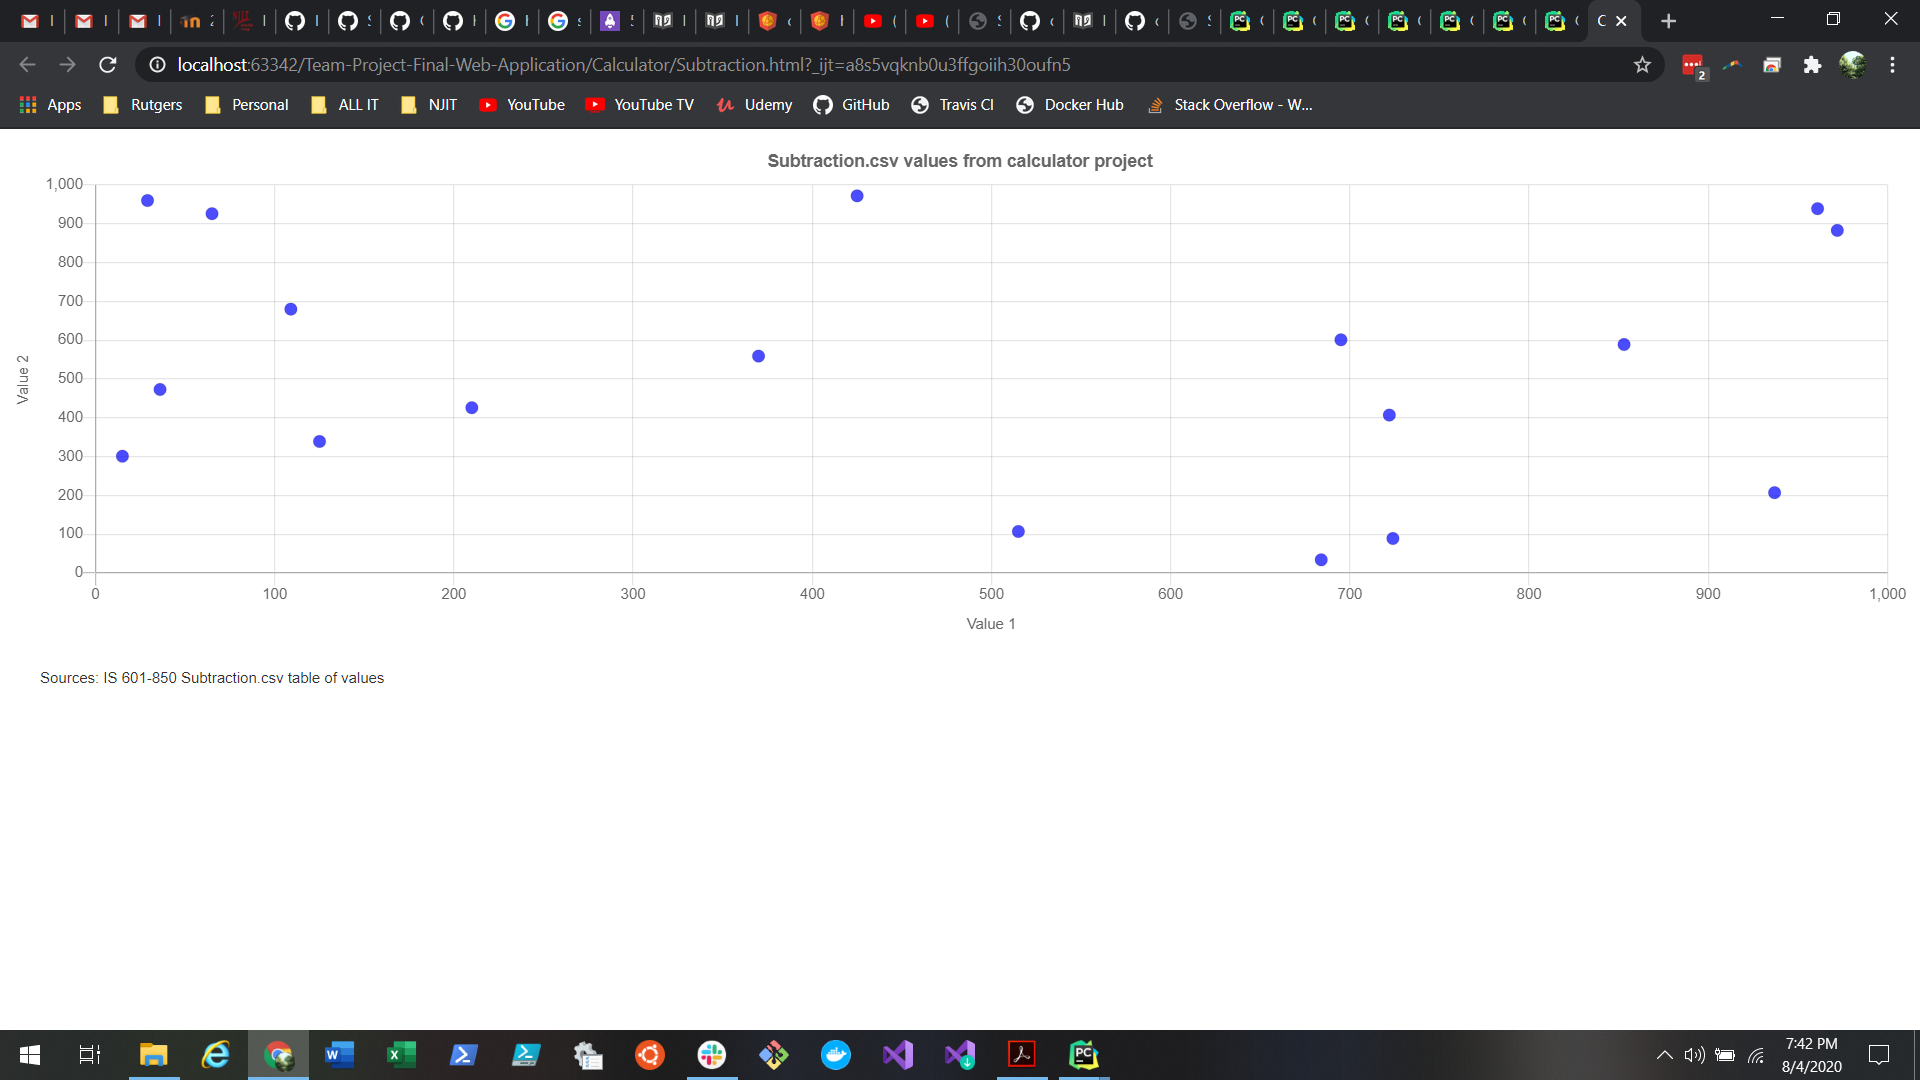 localhost:63342/Team-Project-Final-Web-Application/Calculator/Subtraction.html?_ijt=a8s5vqknb0u3ffgoiih30oufn5
2
Apps Rutgers Personal ALL IT NJIT YouTube YouTube TV Udemy GitHub Travis CI Docker Hub Stack Overflow - W...
Subtraction.csv values from calculator project
1,000
900
800
700
600
500
400
300
200
100
0
Value 2
0 100 200 300 400 500 600 700 800 900 1,000
Value 1
Sources: IS 601-850 Subtraction.csv table of values
7:42 PM
8/4/2020